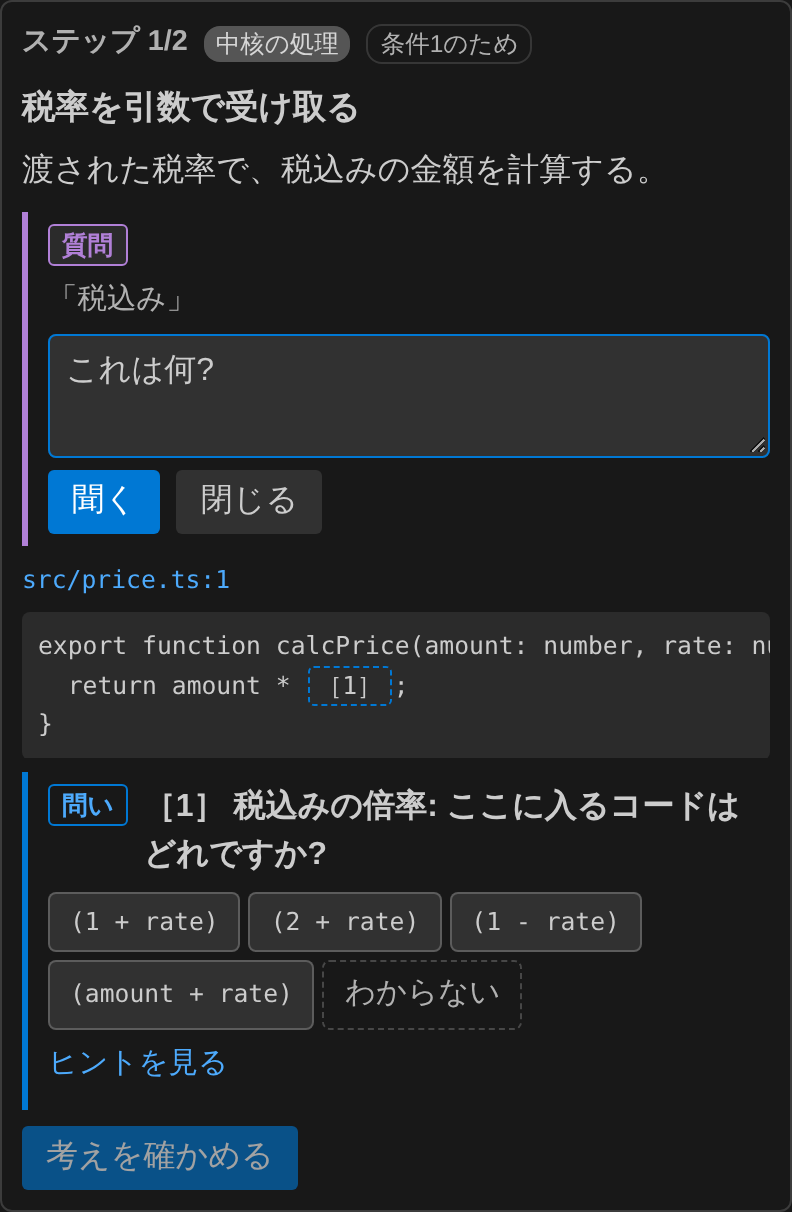 ステップ 1/2 中核の処理 条件1のため
税率を引数で受け取る
渡された税率で、税込みの金額を計算する。
質問
「税込み」
これは何?
聞く 閉じる
src/price.ts:1
export function calcPrice(amount: number, rate:
  return amount * [1] ;
}
問い [1] 税込みの倍率: ここに入るコードは
どれですか?
(1 + rate) (2 + rate) (1 - rate)
(amount + rate) わからない
ヒントを見る
考えを確かめる